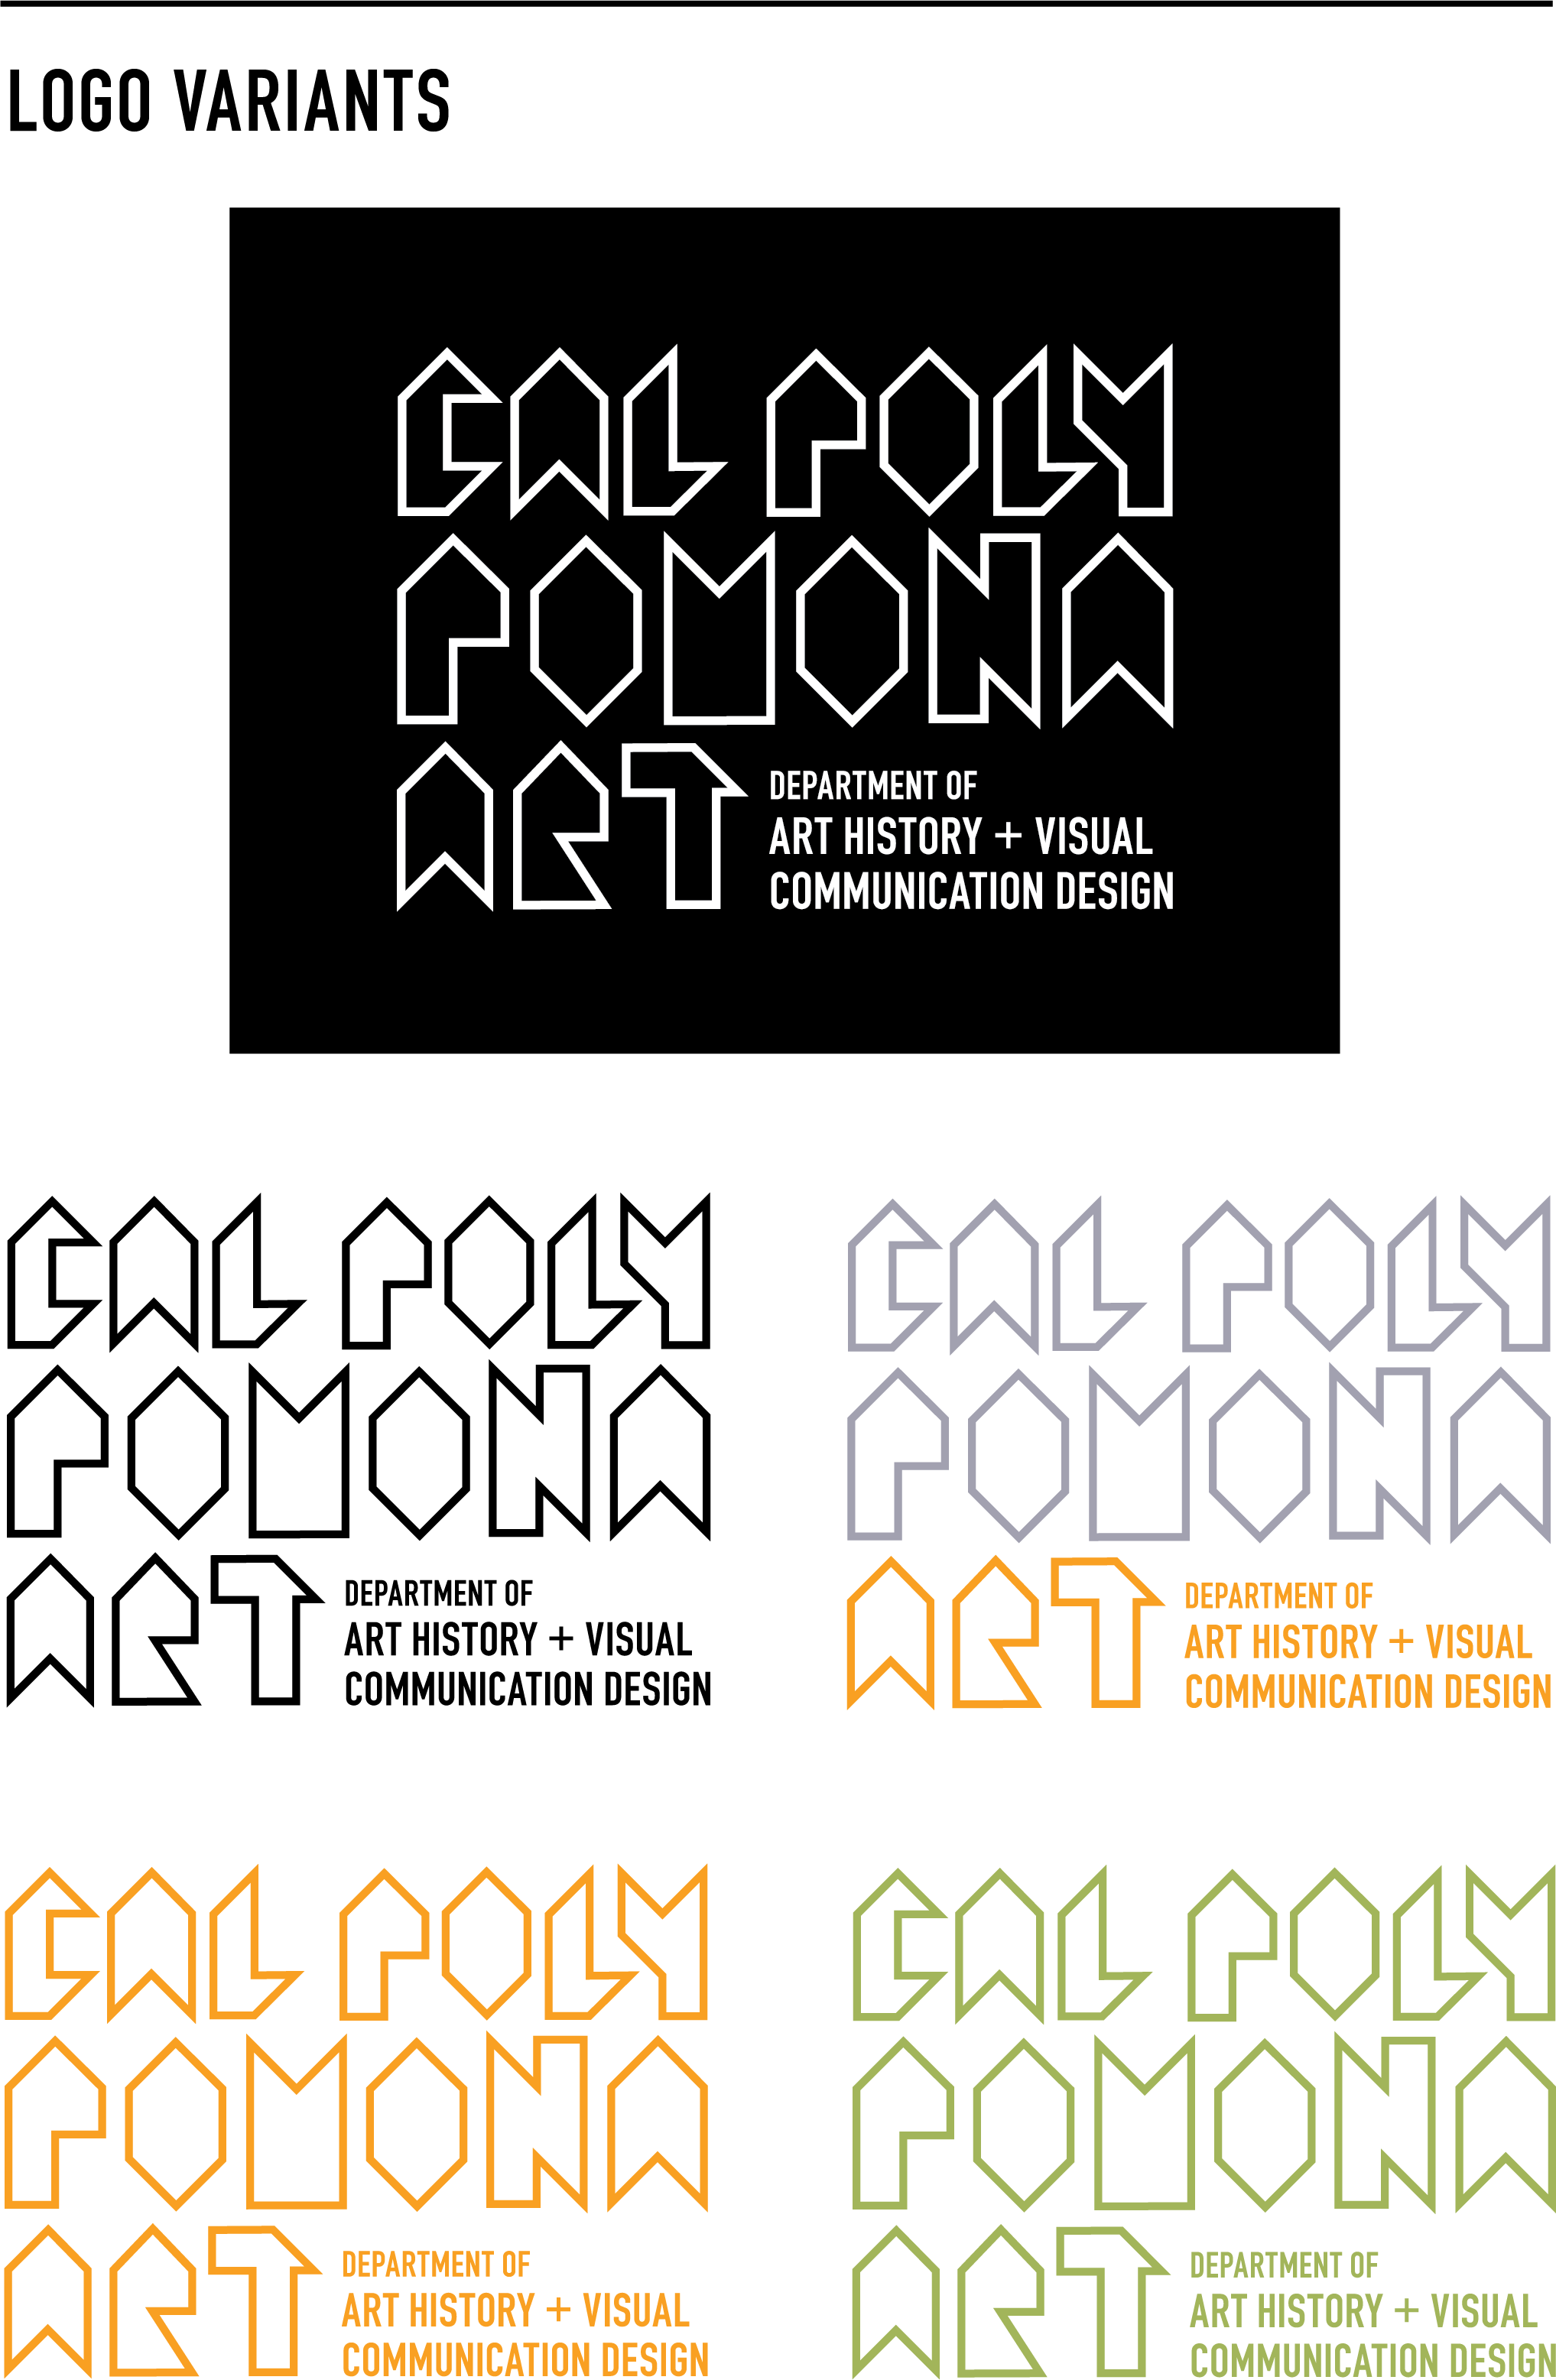 LOGO VARIANTS
CAL POLY
POMONA
ART
DEPARTMENT OF
ART HISTORY + VISUAL
COMMUNICATION DESIGN
CAL POLY
POMONA
ART
DEPARTMENT OF
ART HISTORY + VISUAL
COMMUNICATION DESIGN
CAL POLY
POMONA
ART
DEPARTMENT OF
ART HISTORY + VISUAL
COMMUNICATION DESIGN
CAL POLY
POMONA
ART
DEPARTMENT OF
ART HISTORY + VISUAL
COMMUNICATION DESIGN
CAL POLY
POMONA
ART
DEPARTMENT OF
ART HISTORY + VISUAL
COMMUNICATION DESIGN